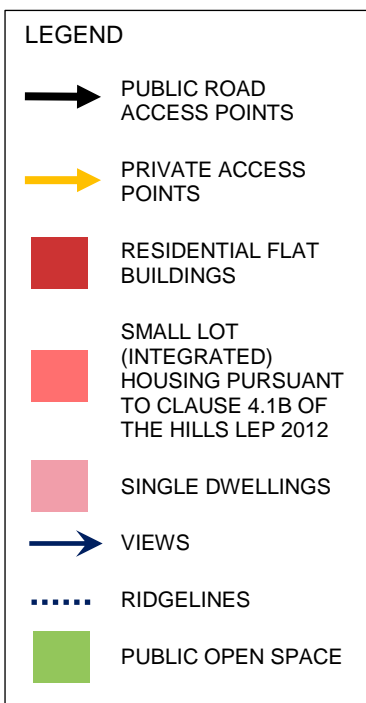 LEGEND
PUBLIC ROAD
ACCESS POINTS
PRIVATE ACCESS
POINTS
RESIDENTIAL FLAT
BUILDINGS
SMALL LOT
(INTEGRATED)
HOUSING PURSUANT
TO CLAUSE 4.1B OF
THE HILLS LEP 2012
SINGLE DWELLINGS
VIEWS
RIDGELINES
PUBLIC OPEN SPACE